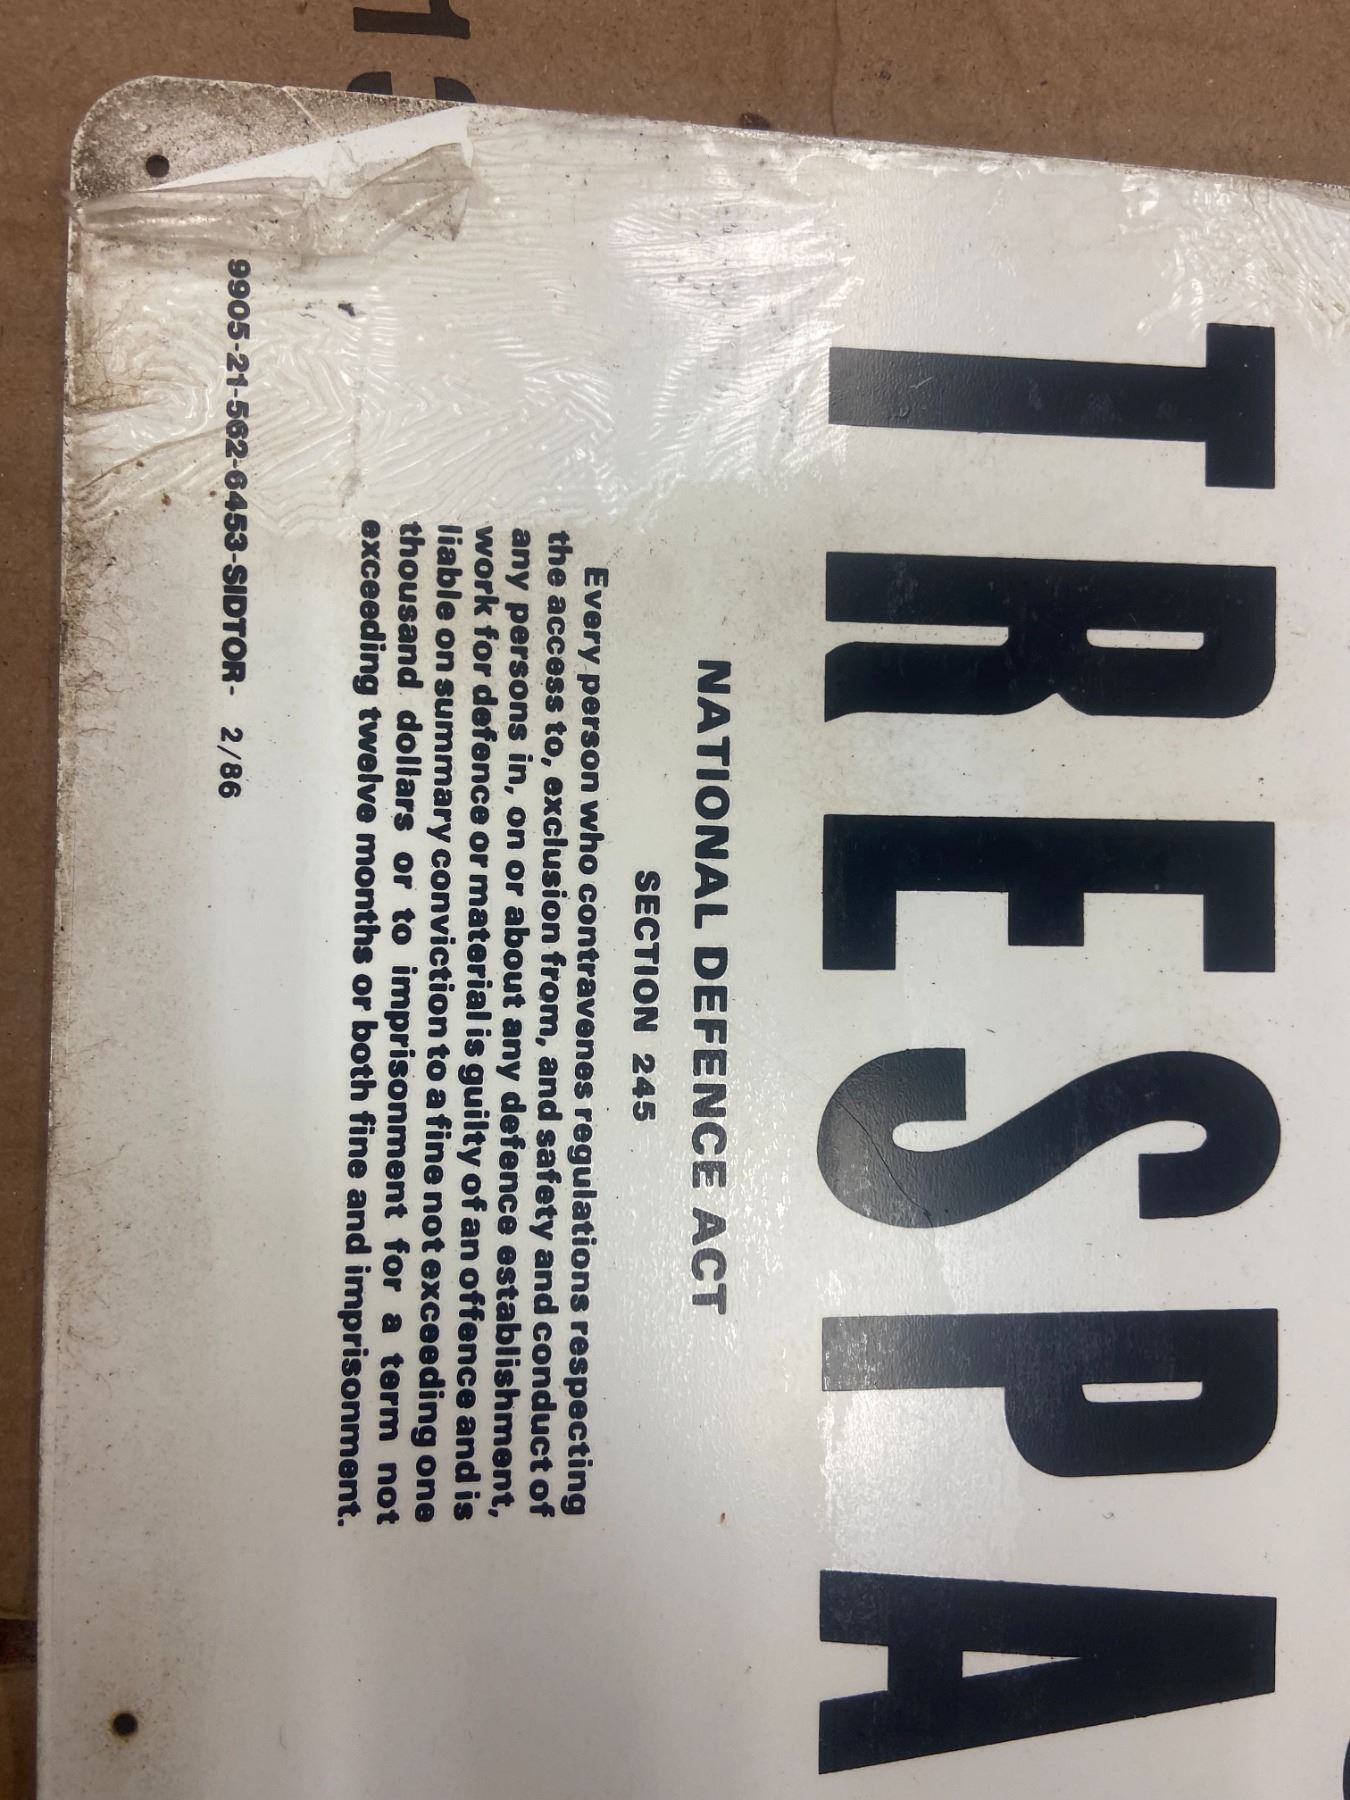 TRESPA
NATIONAL DEFENCE ACT
SECTION 245
Every person who contravenes regulations respecting
the access to, exclusion from, and safety and conduct of
any persons in, on or about any defence establishment,
work for defence or material is guilty of an offence and is
liable on summary conviction to a fine not exceeding one
thousand dollars or to imprisonment for a term not
exceeding twelve months or both fine and imprisonment.
9905-21-562-6453-SIDTOR- 2/86